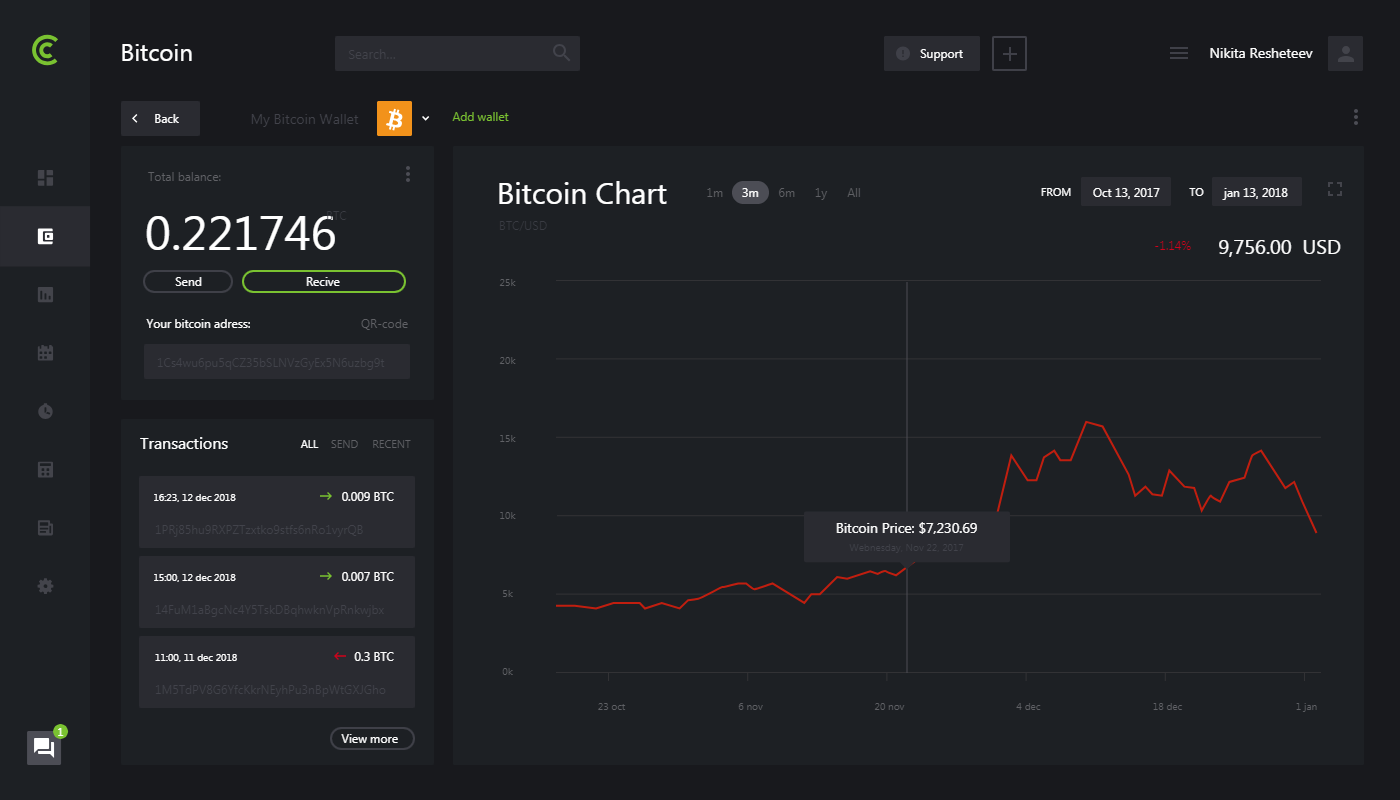 Bitcoin
Search...
Support
Nikita Resheteev
Back
My Bitcoin Wallet
Add wallet
Total balance:
0.221746 BTC
Send
Recive
Your bitcoin adress:
QR-code
1Cs4wu6pu5qCZ35bSLNVzGyEx5N6uzbg9t
Transactions
ALL SEND RECENT
16:23, 12 dec 2018
0.009 BTC
1PRj85hu9RXPZTzxtko9stfs6nRo1vyrQB
15:00, 12 dec 2018
0.007 BTC
14FuM1aBgcNc4Y5TskDBqhwknVpRnkwjbx
11:00, 11 dec 2018
0.3 BTC
1M5TdPV8G6YfcKkrNEyhPu3nBpWtGXJGho
View more
1
Bitcoin Chart
BTC/USD
1m 3m 6m 1y All
FROM Oct 13, 2017 TO jan 13, 2018
-1.14% 9,756.00 USD
25k
20k
15k
10k
5k
0k
Bitcoin Price: $7,230.69
Wednesday, Nov 22, 2017
23 oct 6 nov 20 nov 4 dec 18 dec 1 jan